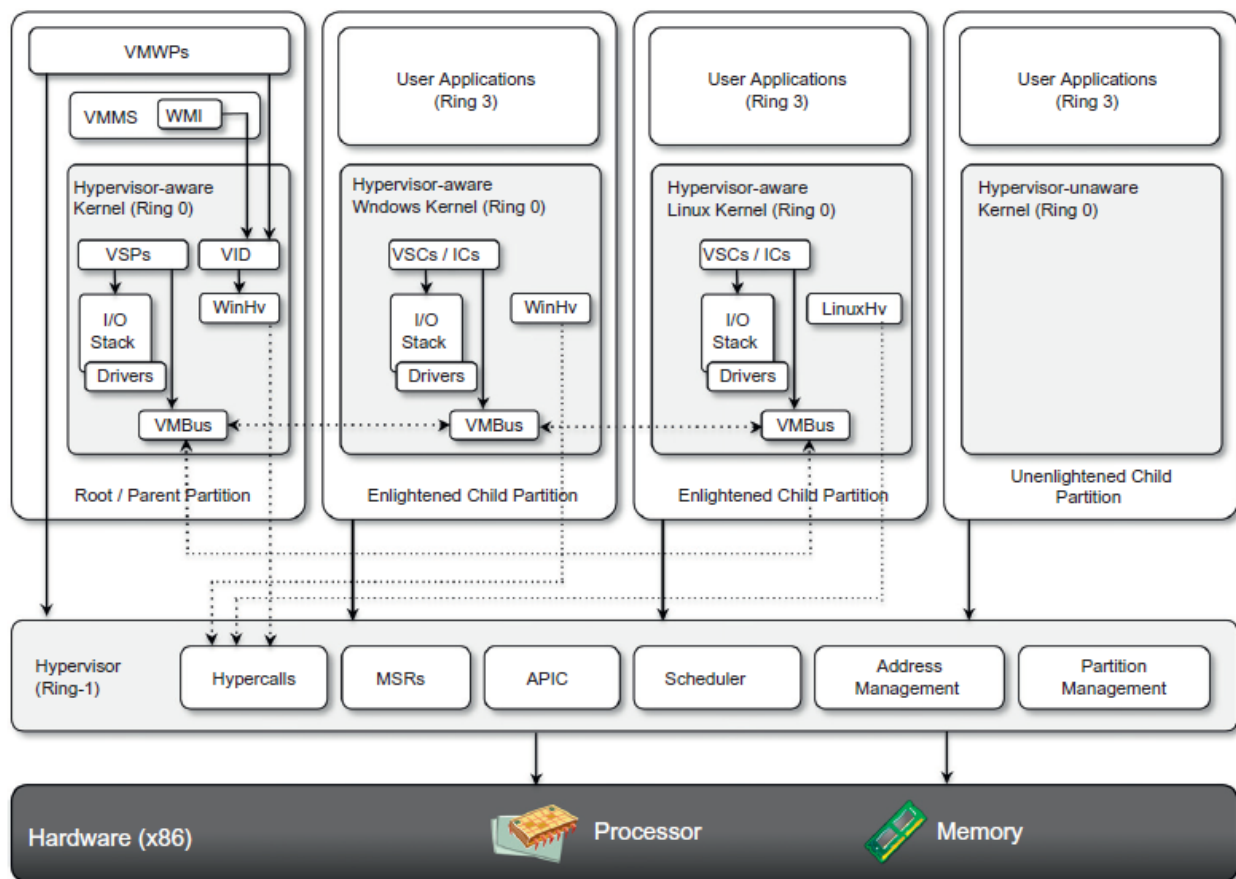 VMWPs
VMMS
WMI
Hypervisor-aware
Kernel (Ring 0)
VSPs
VID
WinHv
I/O
Stack
Drivers
VMBus
Root / Parent Partition
User Applications
(Ring 3)
Hypervisor-aware
Wndows Kernel (Ring 0)
VSCs / ICs
I/O
Stack
Drivers
WinHv
VMBus
Enlightened Child Partition
User Applications
(Ring 3)
Hypervisor-aware
Linux Kernel (Ring 0)
VSCs / ICs
I/O
Stack
Drivers
LinuxHv
VMBus
Enlightened Child Partition
User Applications
(Ring 3)
Hypervisor-unaware
Kernel (Ring 0)
Unenlightened Child
Partition
Hypervisor
(Ring-1)
Hypercalls
MSRs
APIC
Scheduler
Address
Management
Partition
Management
Hardware (x86)
Processor
Memory